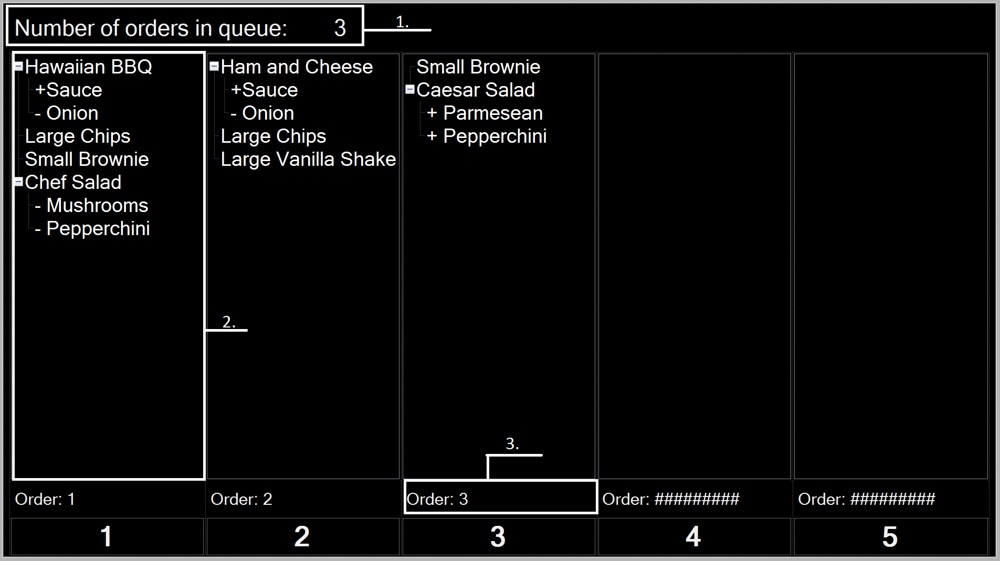 Number of orders in queue: 3
1.
Hawaiian BBQ
+Sauce
- Onion
Large Chips
Small Brownie
Chef Salad
- Mushrooms
- Pepperchini
2.
Order: 1
1
Ham and Cheese
+Sauce
- Onion
Large Chips
Large Vanilla Shake
Order: 2
2
Small Brownie
Caesar Salad
+ Parmesean
+ Pepperchini
3.
Order: 3
3
Order: #########
4
Order: #########
5